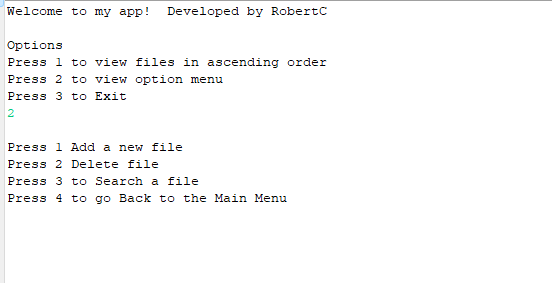 Welcome to my app!  Developed by RobertC
Options
Press 1 to view files in ascending order
Press 2 to view option menu
Press 3 to Exit
2
Press 1 Add a new file
Press 2 Delete file
Press 3 to Search a file
Press 4 to go Back to the Main Menu